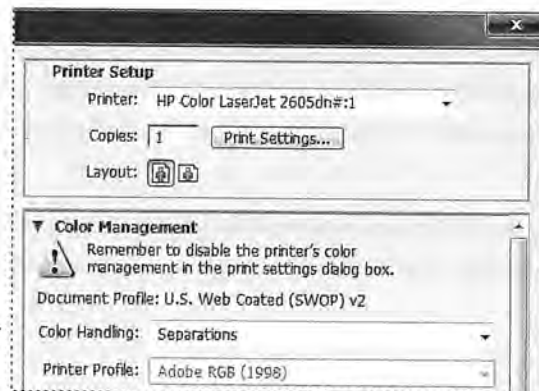 x
Printer Setup
Printer: HP Color LaserJet 2605dn#:1
Copies: 1 Print Settings...
Layout:
▼ Color Management
Remember to disable the printer's color
management in the print settings dialog box.
Document Profile: U.S. Web Coated (SWOP) v2
Color Handling: Separations
Printer Profile: Adobe RGB (1998)